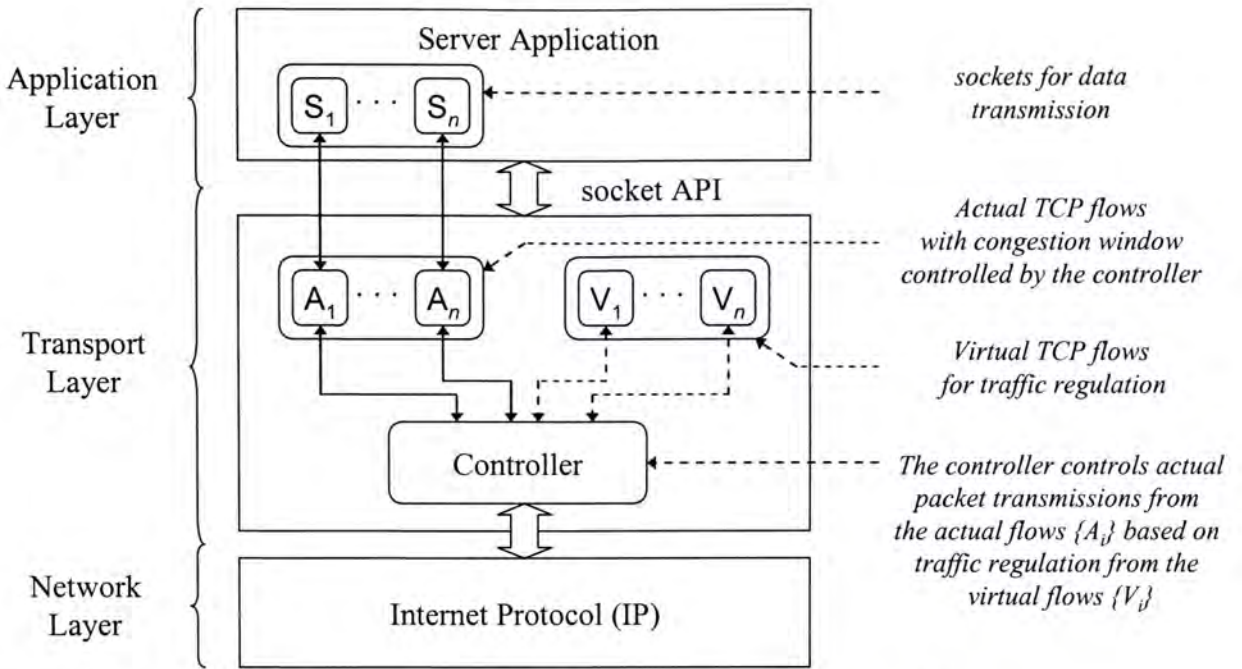 Application
Layer
Server Application
S1 · · · Sn
sockets for data
transmission
socket API
Transport
Layer
A1 · · · An
V1 · · · Vn
Actual TCP flows
with congestion window
controlled by the controller
Virtual TCP flows
for traffic regulation
Controller
The controller controls actual
packet transmissions from
the actual flows {Ai} based on
traffic regulation from the
virtual flows {Vi}
Network
Layer
Internet Protocol (IP)